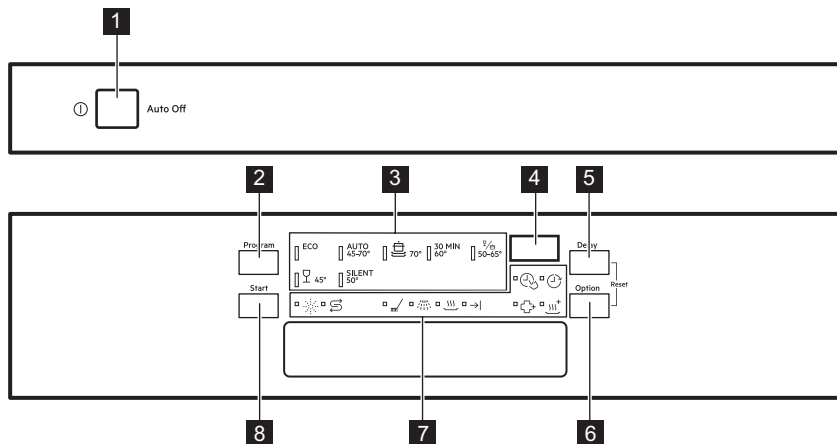 1
Auto Off
2
3
4
5
Program
ECO
AUTO
45-70°
70°
30 MIN
60°
50-65°
Delay
45°
SILENT
50°
Start
Option
Reset
8
7
6